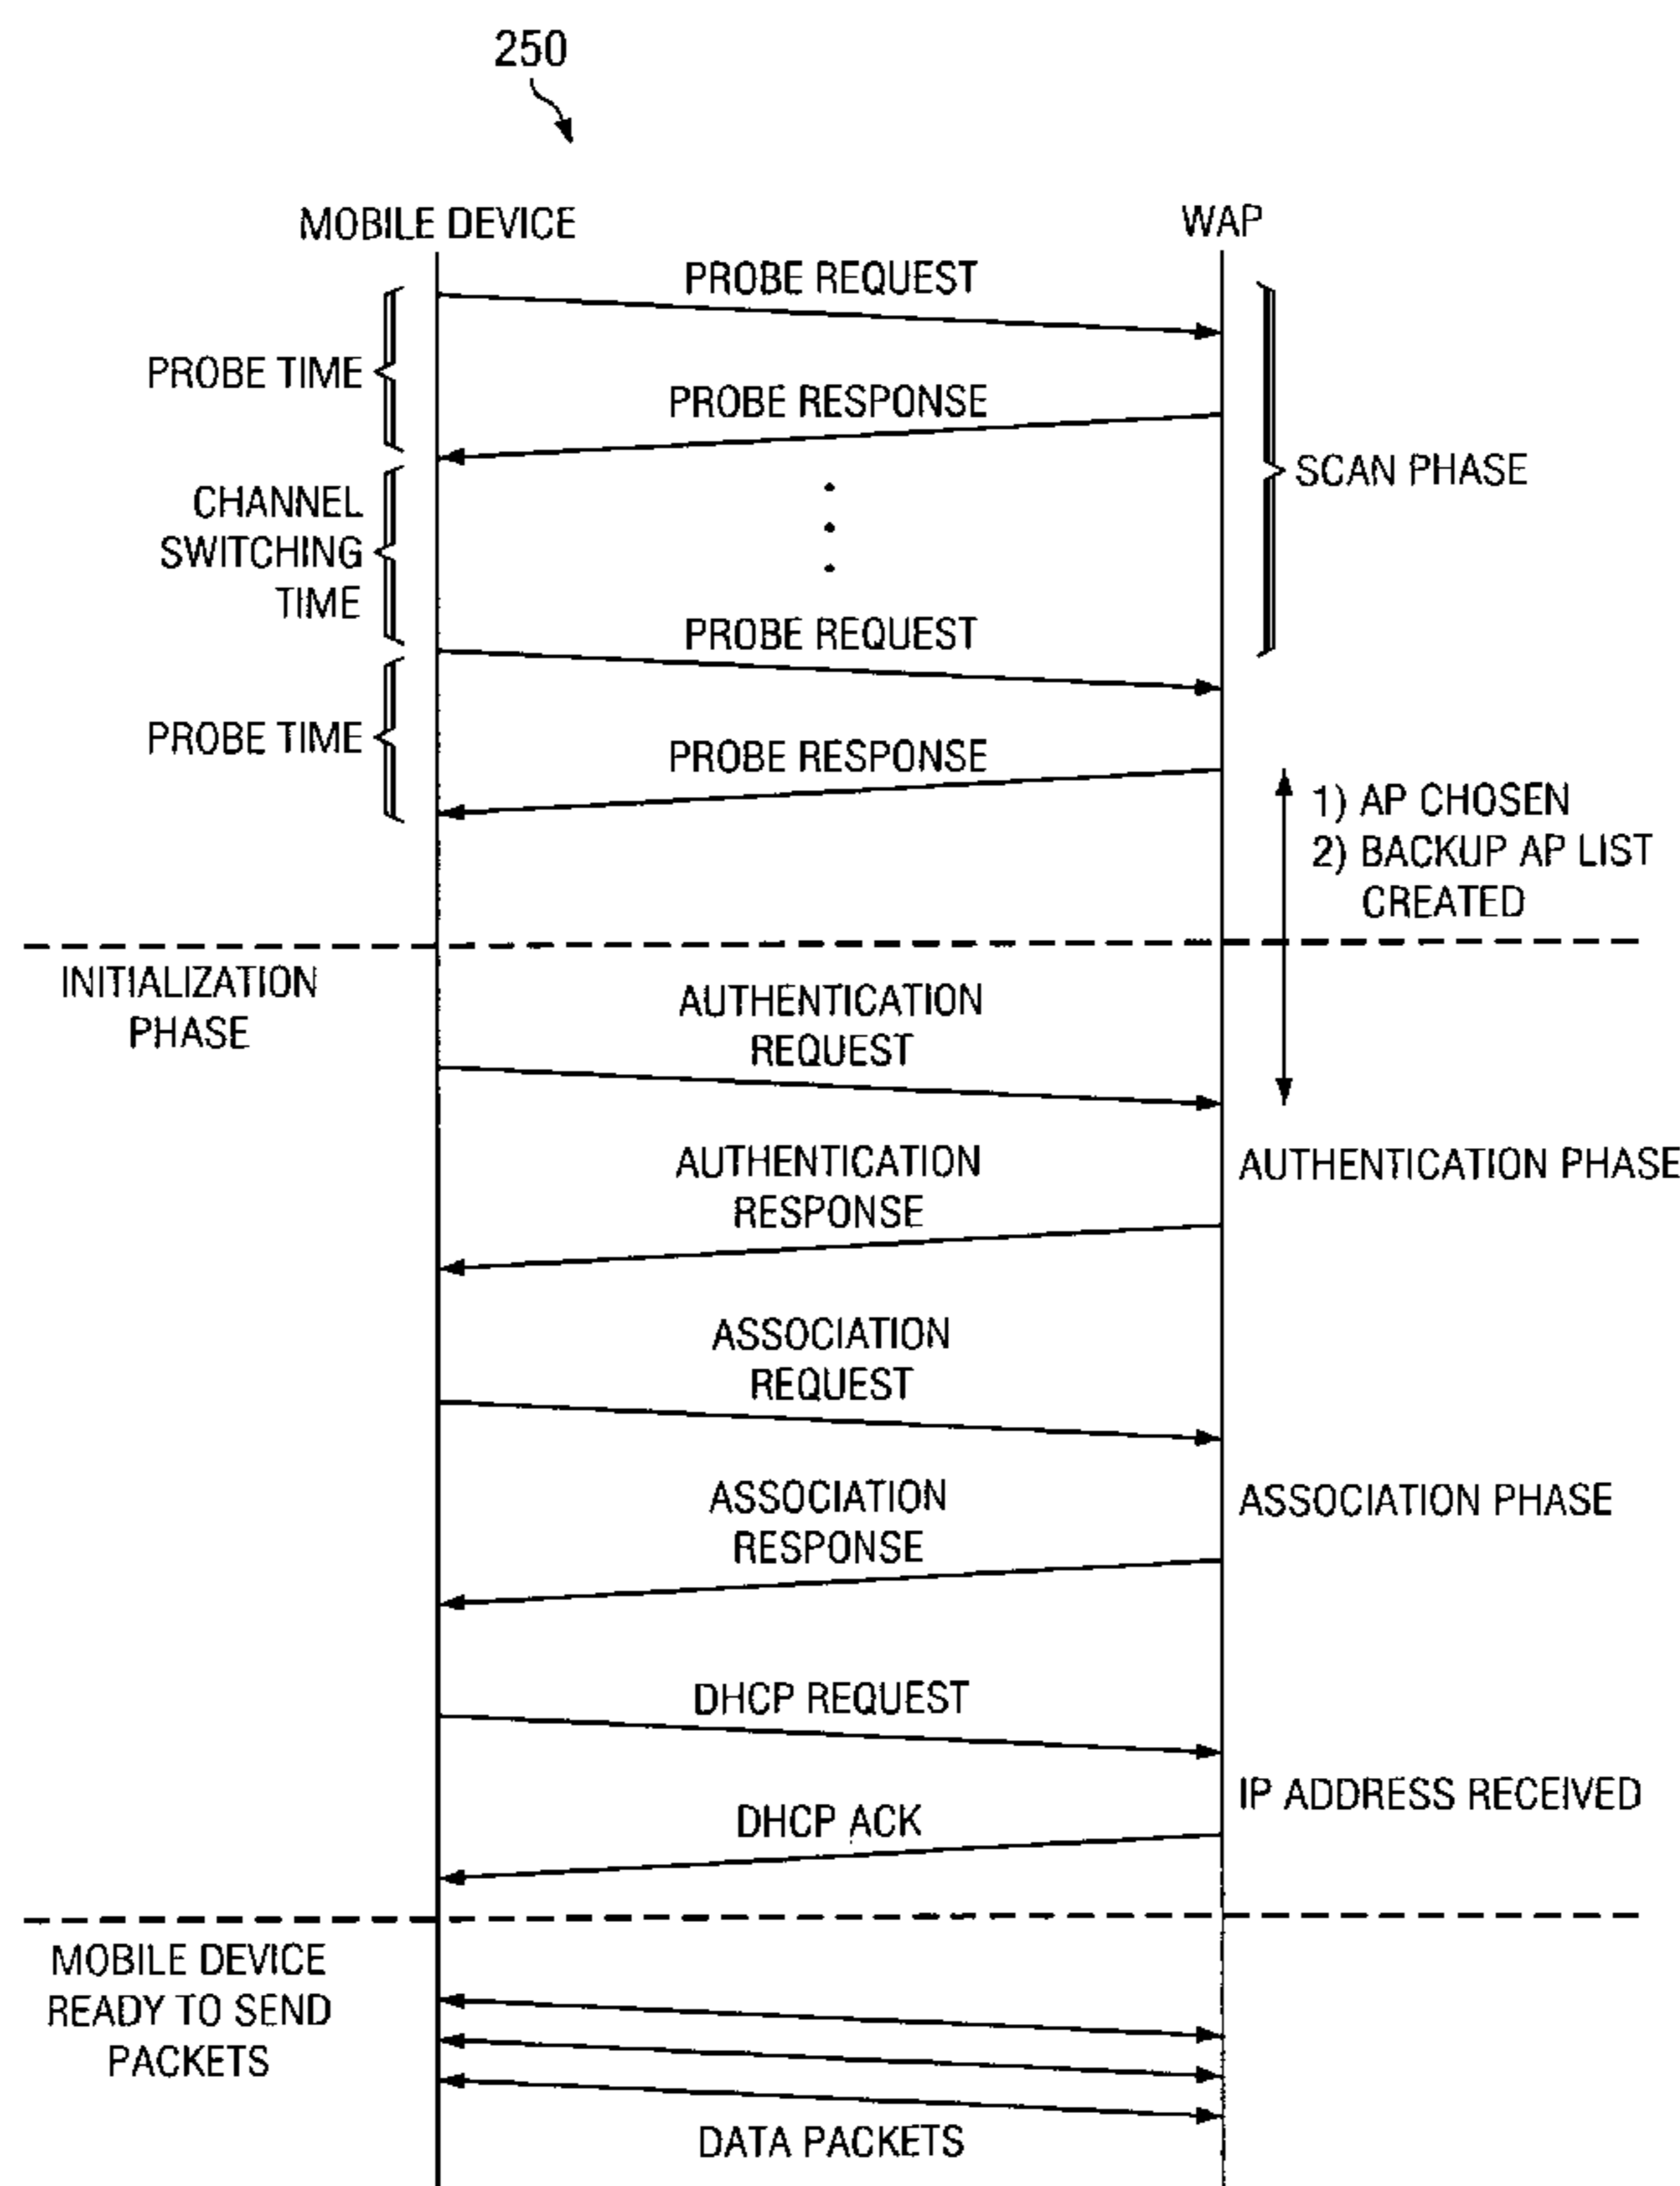 250
MOBILE DEVICE
WAP
PROBE REQUEST
PROBE TIME
PROBE RESPONSE
SCAN PHASE
CHANNEL
SWITCHING
TIME
PROBE REQUEST
PROBE TIME
PROBE RESPONSE
1) AP CHOSEN
2) BACKUP AP LIST
CREATED
INITIALIZATION
PHASE
AUTHENTICATION
REQUEST
AUTHENTICATION
RESPONSE
AUTHENTICATION PHASE
ASSOCIATION
REQUEST
ASSOCIATION
RESPONSE
ASSOCIATION PHASE
DHCP REQUEST
IP ADDRESS RECEIVED
DHCP ACK
MOBILE DEVICE
READY TO SEND
PACKETS
DATA PACKETS